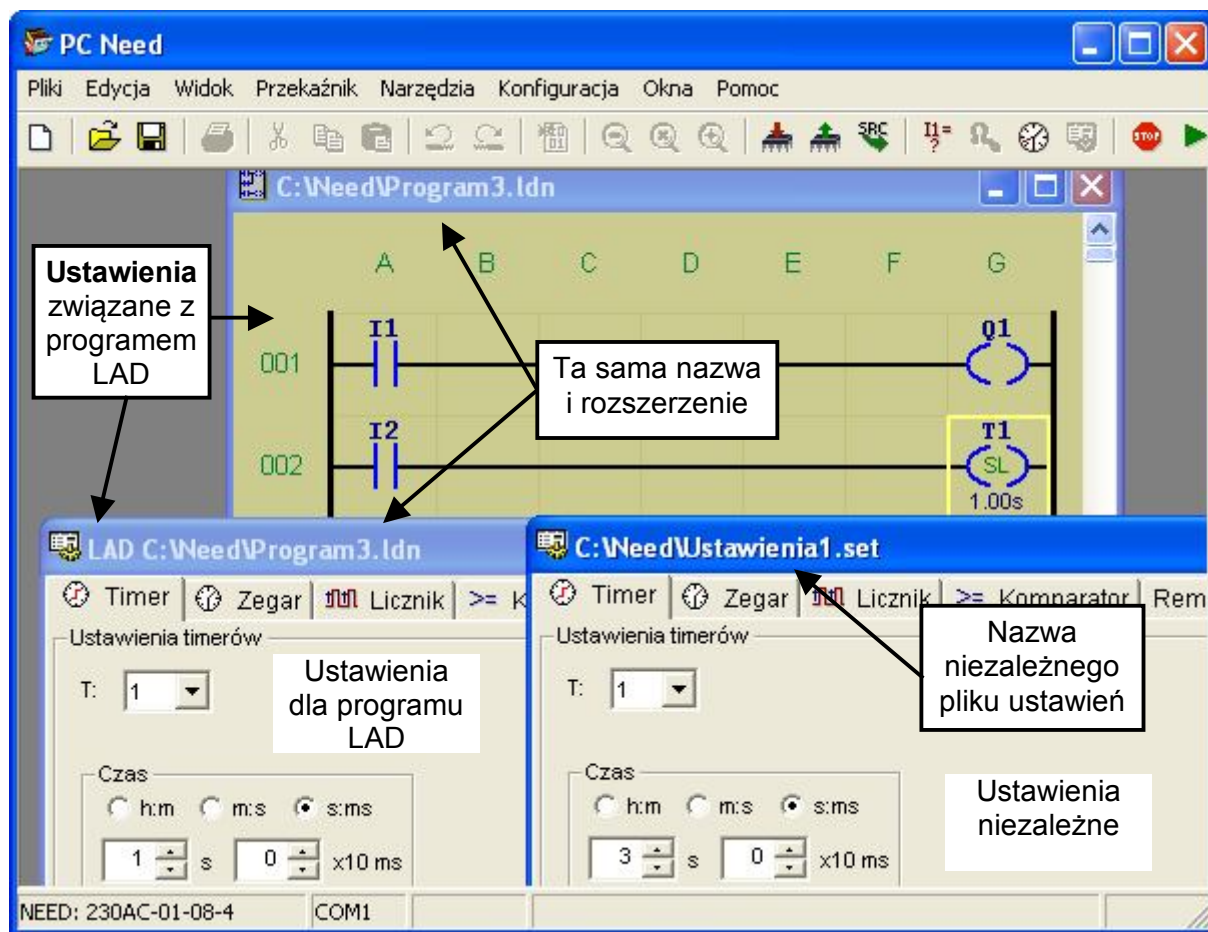 PC Need
Pliki Edycja Widok Przekaźnik Narzędzia Konfiguracja Okna Pomoc
SRC I1=? STOP
C:\Need\Program3.ldn
Ustawienia
związane z
programem
LAD
A B C D E F G
001 I1 Q1
Ta sama nazwa
i rozszerzenie
002 I2 T1
SL
1.00s
LAD C:\Need\Program3.ldn
Timer Zegar Licznik >= K
Ustawienia timerów
T: 1
Ustawienia
dla programu
LAD
Czas
h:m m:s s:ms
1 s 0 x10 ms
C:\Need\Ustawienia1.set
Timer Zegar Licznik >= Komparator Rem
Ustawienia timerów
T: 1
Nazwa
niezależnego
pliku ustawień
Czas
h:m m:s s:ms
3 s 0 x10 ms
Ustawienia
niezależne
NEED: 230AC-01-08-4 COM1